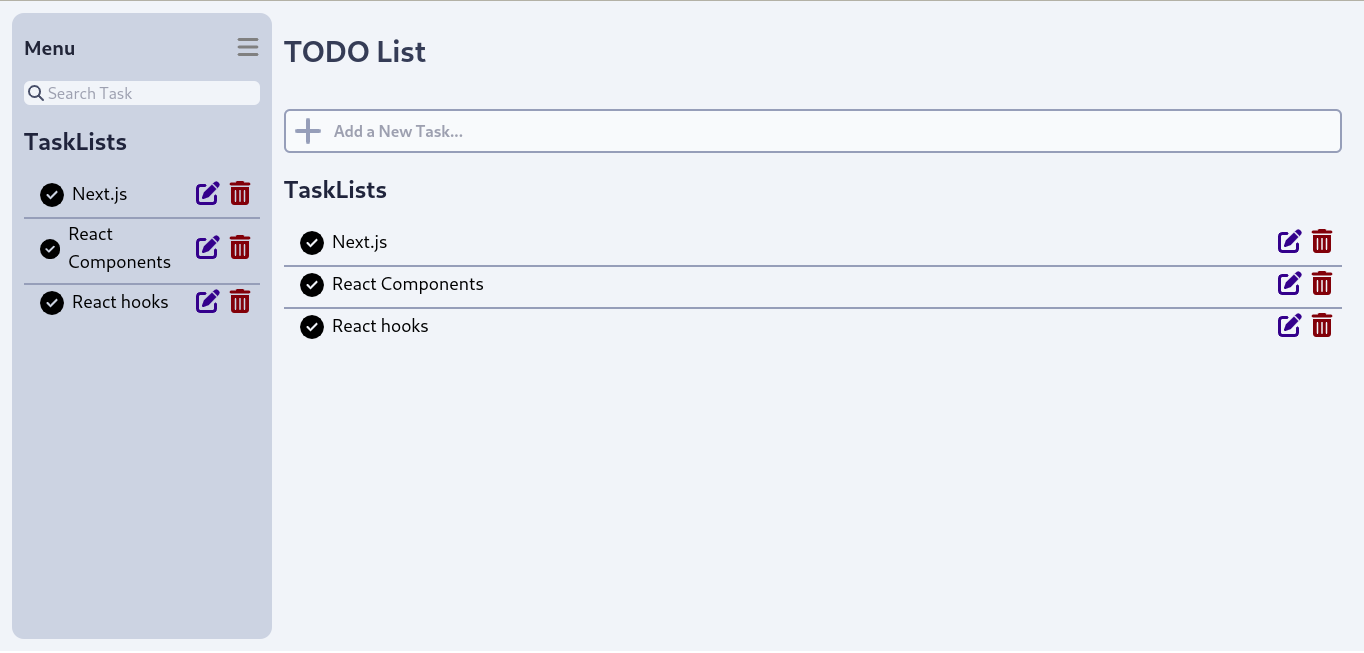 Menu
Search Task
TaskLists
Next.js
React
Components
React hooks
TODO List
Add a New Task...
TaskLists
Next.js
React Components
React hooks